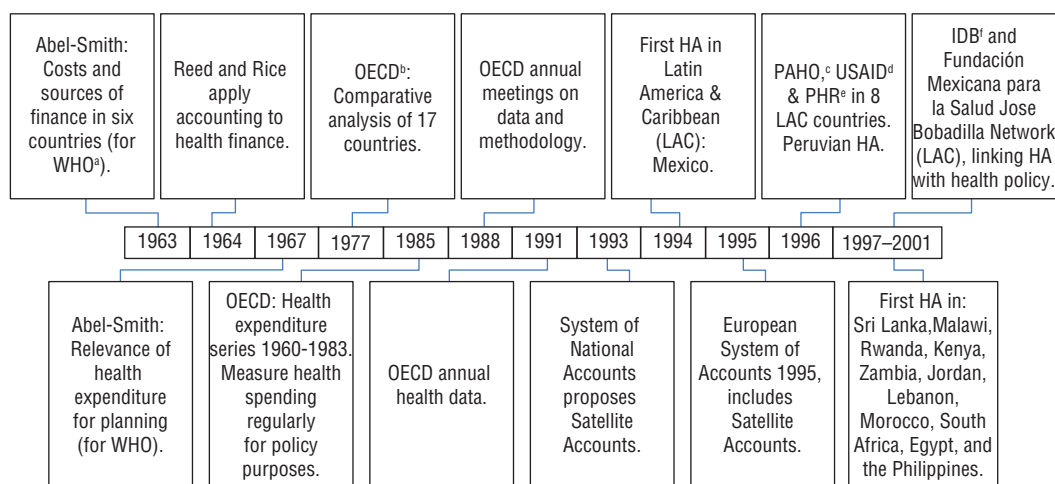 Abel-Smith:
Costs and
sources of
finance in six
countries (for
WHOᵃ).
Reed and Rice
apply
accounting to
health finance.
OECDᵇ:
Comparative
analysis of 17
countries.
OECD annual
meetings on
data and
methodology.
First HA in
Latin
America &
Caribbean
(LAC):
Mexico.
PAHO,ᶜ USAIDᵈ
& PHRᵉ in 8
LAC countries.
Peruvian HA.
IDBᶠ and
Fundación
Mexicana para
la Salud Jose
Bobadilla Network
(LAC), linking HA
with health policy.
1963 1964 1967 1977 1985 1988 1991 1993 1994 1995 1996 1997–2001
Abel-Smith:
Relevance of
health
expenditure
for planning
(for WHO).
OECD: Health
expenditure
series 1960-1983.
Measure health
spending
regularly
for policy
purposes.
OECD annual
health data.
System of
National
Accounts
proposes
Satellite
Accounts.
European
System of
Accounts 1995,
includes
Satellite
Accounts.
First HA in:
Sri Lanka,Malawi,
Rwanda, Kenya,
Zambia, Jordan,
Lebanon,
Morocco, South
Africa, Egypt, and
the Philippines.